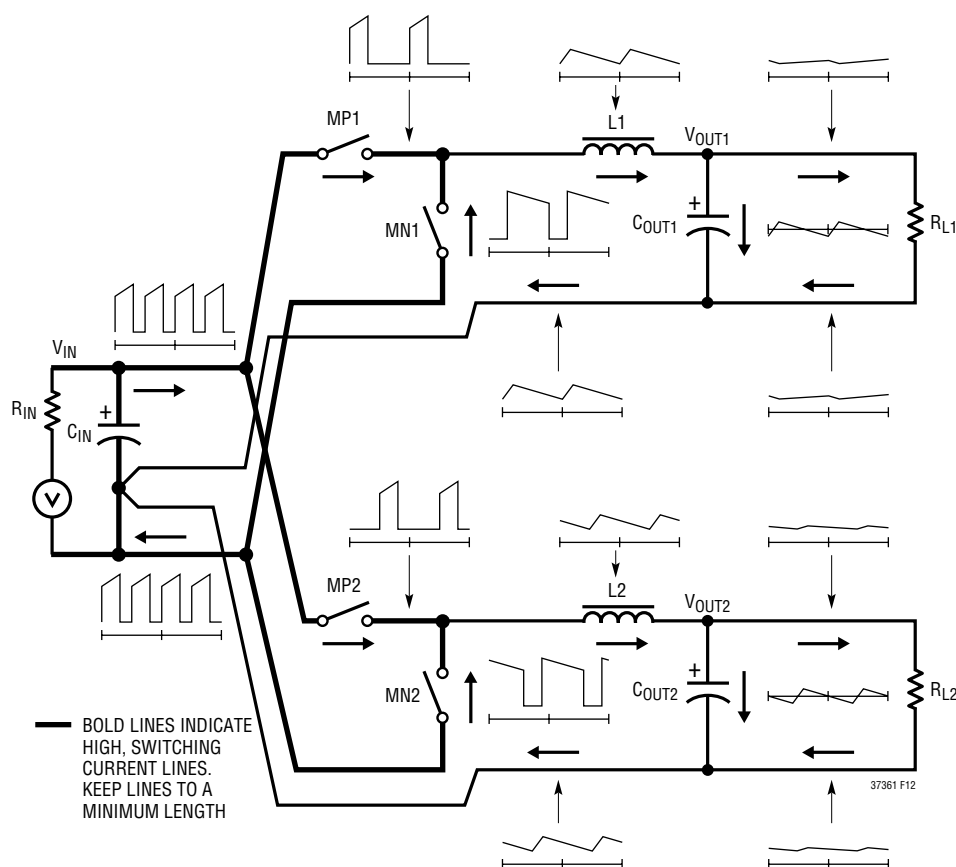 MP1
L1
VOUT1
MN1
COUT1
+
RL1
VIN
RIN
CIN
+
V
MP2
L2
VOUT2
MN2
COUT2
+
RL2
BOLD LINES INDICATE
HIGH, SWITCHING
CURRENT LINES.
KEEP LINES TO A
MINIMUM LENGTH
37361 F12